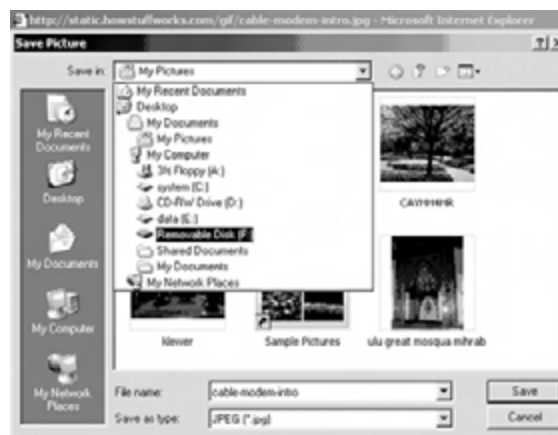 http://static.howstuffworks.com/gif/cable-modem-intro.jpg - Microsoft Internet Explorer
Save Picture
Save in:
My Pictures
My Recent Documents
Desktop
My Documents
My Pictures
My Computer
3½ Floppy (A:)
system (C:)
CD-RW Drive (D:)
data (E:)
Removable Disk (F:)
Shared Documents
My Documents
My Network Places
My Recent
Documents
Desktop
My Documents
My Computer
My Network
Places
klewer
Sample Pictures
ulu great mosqua mihrab
File name:
cable-modem-intro
Save
Save as type:
JPEG (*.jpg)
Cancel